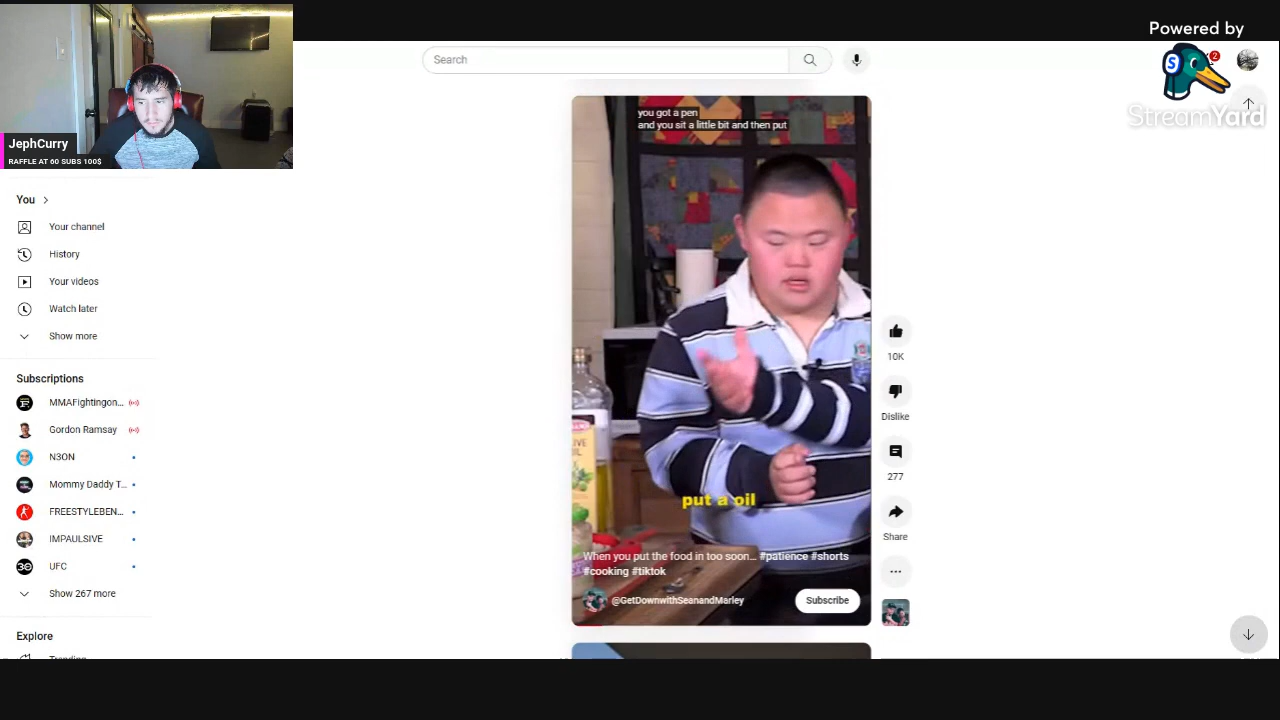 Powered by
StreamYard
2
JephCurry
RAFFLE AT 60 SUBS 100$
Search
You
Your channel
History
Your videos
Watch later
Show more
Subscriptions
MMAFightingon...
Gordon Ramsay
N3ON
Mommy Daddy T...
FREESTYLEBEN...
IMPAULSIVE
UFC
Show 267 more
Explore
Trending
you got a pen
and you sit a little bit and then put
put a oil
When you put the food in too soon... #patience #shorts
#cooking #tiktok
@GetDownwithSeanandMarley
Subscribe
10K
Dislike
277
Share